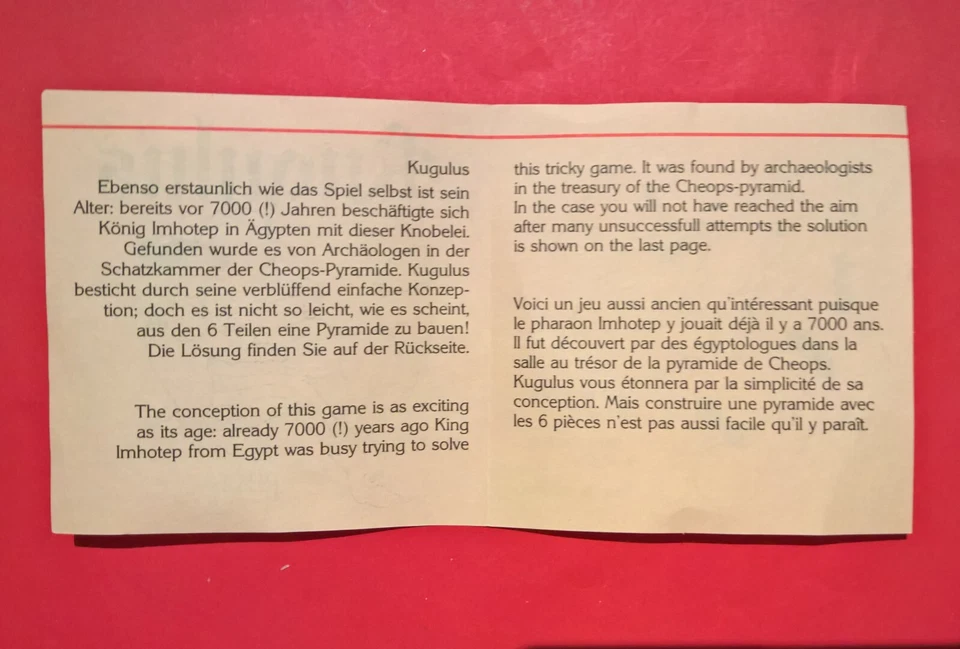 Kugulus
Ebenso erstaunlich wie das Spiel selbst ist sein
Alter: bereits vor 7000 (!) Jahren beschäftigte sich
König Imhotep in Ägypten mit dieser Knobelei.
Gefunden wurde es von Archäologen in der
Schatzkammer der Cheops-Pyramide. Kugulus
besticht durch seine verblüffend einfache Konzep-
tion; doch es ist nicht so leicht, wie es scheint,
aus den 6 Teilen eine Pyramide zu bauen!
Die Lösung finden Sie auf der Rückseite.
The conception of this game is as exciting
as its age: already 7000 (!) years ago King
Imhotep from Egypt was busy trying to solve
this tricky game. It was found by archaeologists
in the treasury of the Cheops-pyramid.
In the case you will not have reached the aim
after many unsuccessfull attempts the solution
is shown on the last page.
Voici un jeu aussi ancien qu'intéressant puisque
le pharaon Imhotep y jouait déjà il y a 7000 ans.
Il fut découvert par des égyptologues dans la
salle au trésor de la pyramide de Cheops.
Kugulus vous étonnera par la simplicité de sa
conception. Mais construire une pyramide avec
les 6 pièces n'est pas aussi facile qu'il y paraît.